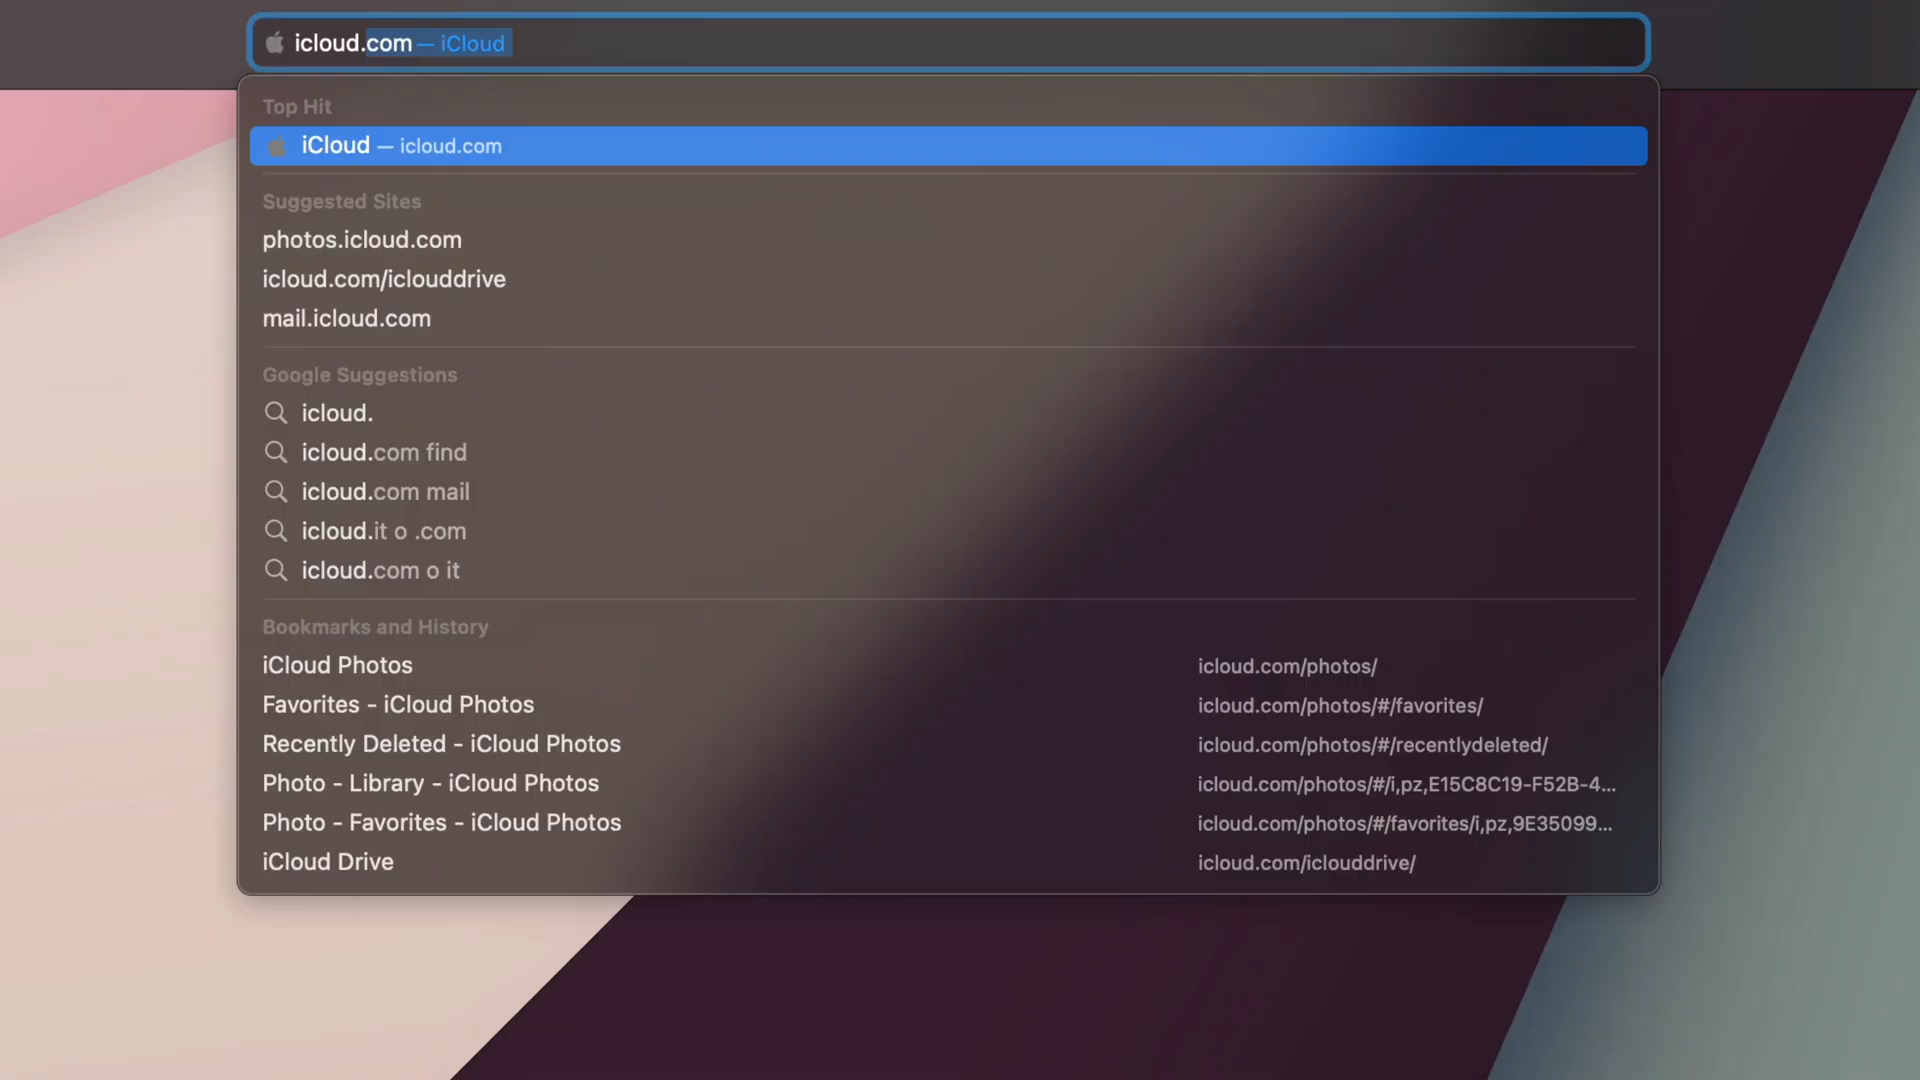 icloud.com — iCloud
Top Hit
iCloud — icloud.com
Suggested Sites
photos.icloud.com
icloud.com/iclouddrive
mail.icloud.com
Google Suggestions
icloud.
icloud.com find
icloud.com mail
icloud.it o .com
icloud.com o it
Bookmarks and History
iCloud Photos icloud.com/photos/
Favorites - iCloud Photos icloud.com/photos/#/favorites/
Recently Deleted - iCloud Photos icloud.com/photos/#/recentlydeleted/
Photo - Library - iCloud Photos icloud.com/photos/#/i,pz,E15C8C19-F52B-4...
Photo - Favorites - iCloud Photos icloud.com/photos/#/favorites/i,pz,9E35099...
iCloud Drive icloud.com/iclouddrive/